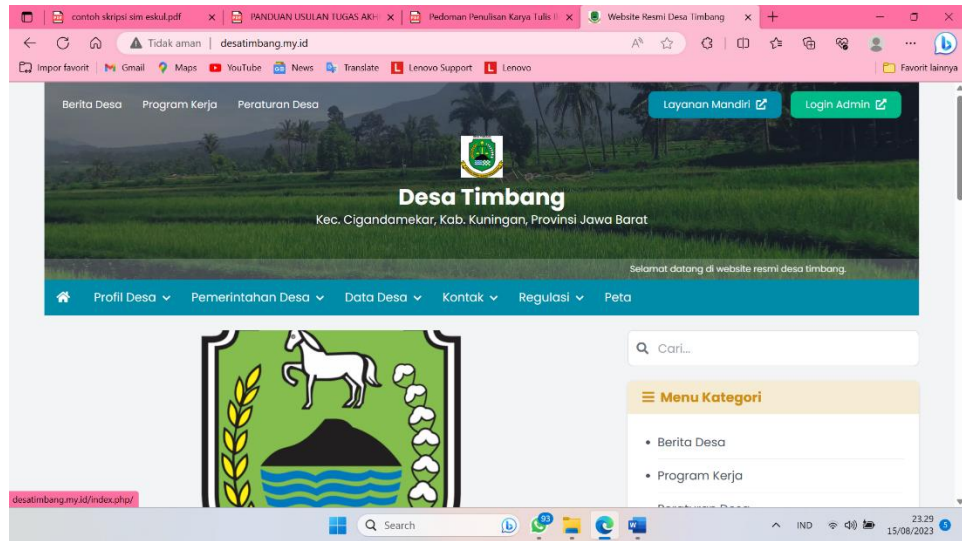 contoh skripsi sim eskul.pdf
PANDUAN USULAN TUGAS AKH
Pedoman Penulisan Karya Tulis Il
Website Resmi Desa Timbang
Tidak aman | desatimbang.my.id
Impor favorit
Gmail
Maps
YouTube
News
Translate
Lenovo Support
Lenovo
Favorit lainnya
Berita Desa
Program Kerja
Peraturan Desa
Layanan Mandiri
Login Admin
Desa Timbang
Kec. Cigandamekar, Kab. Kuningan, Provinsi Jawa Barat
Selamat datang di website resmi desa timbang.
Profil Desa
Pemerintahan Desa
Data Desa
Kontak
Regulasi
Peta
Cari...
Menu Kategori
Berita Desa
Program Kerja
Peraturan Desa
desatimbang.my.id/index.php/
Search
93
IND
23.29
15/08/2023
5